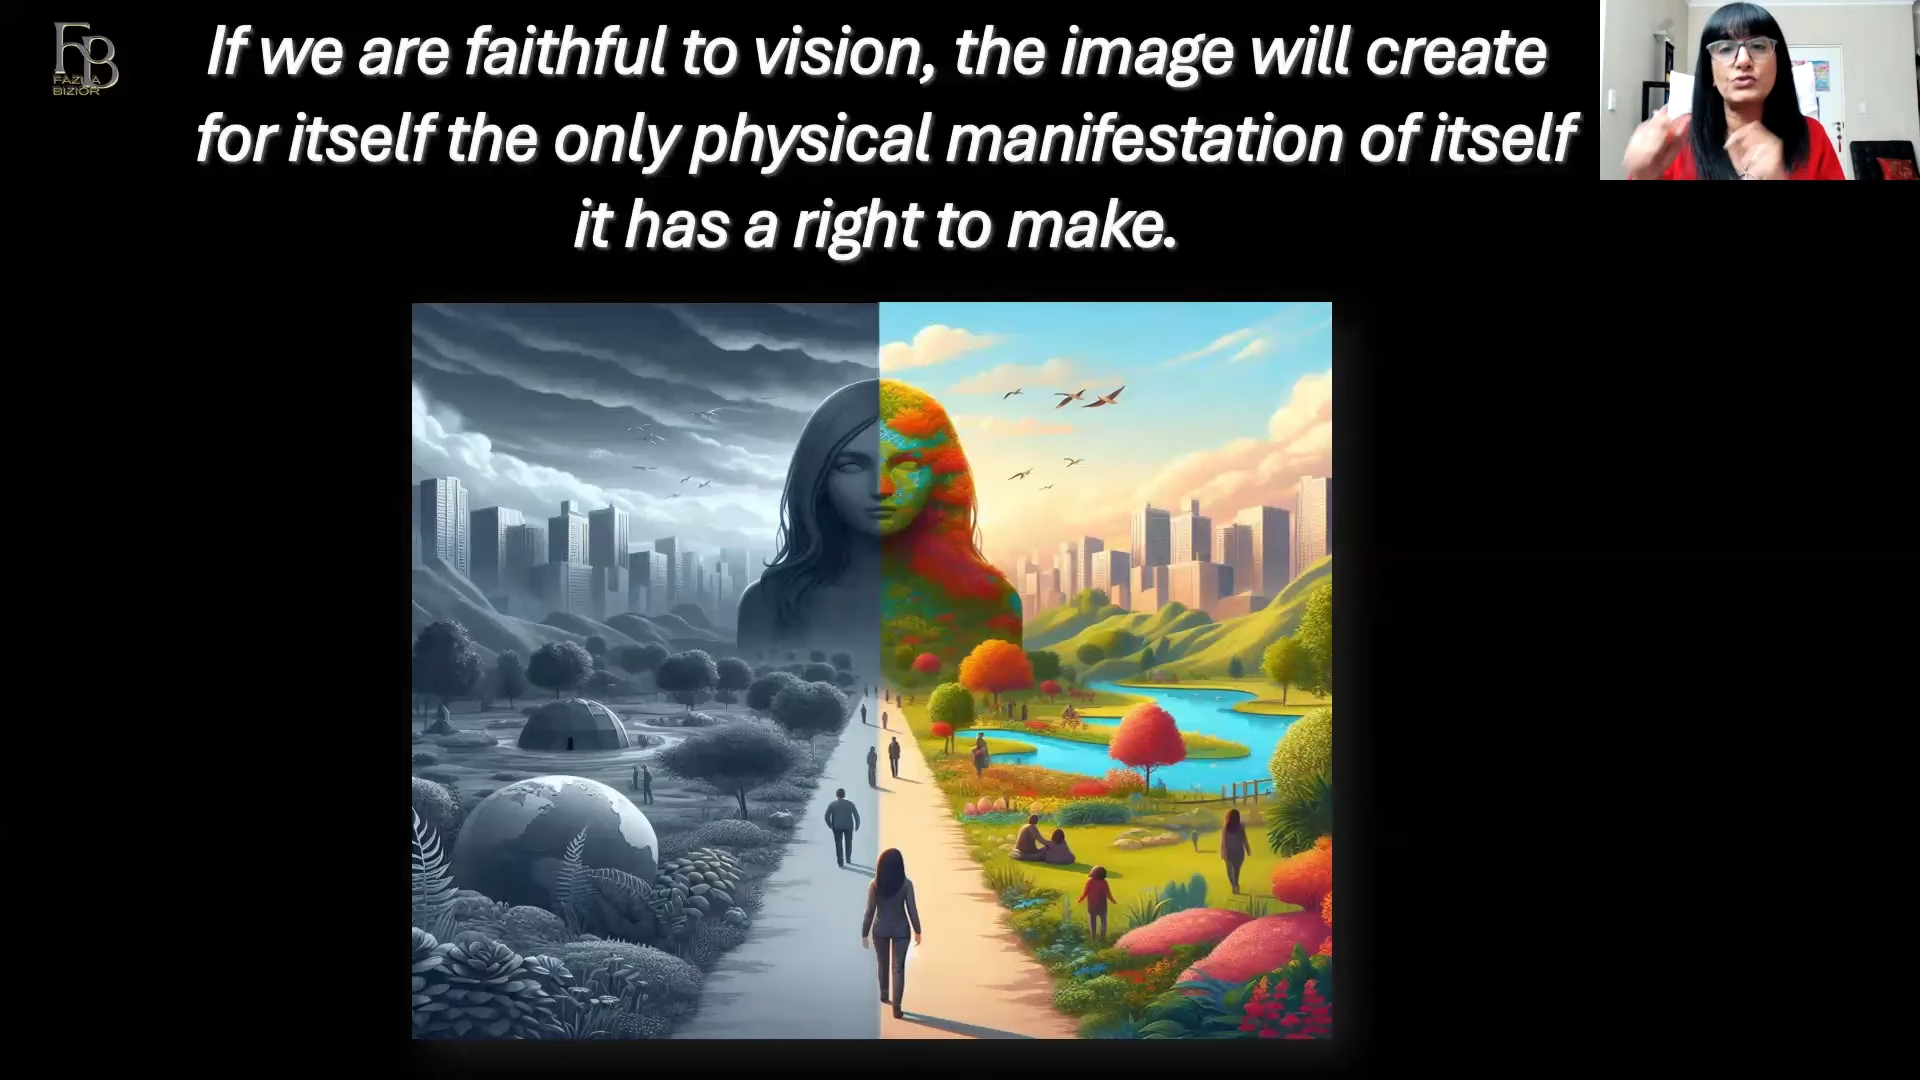 FB
FAZILA
BIZIOR
If we are faithful to vision, the image will create
for itself the only physical manifestation of itself
it has a right to make.